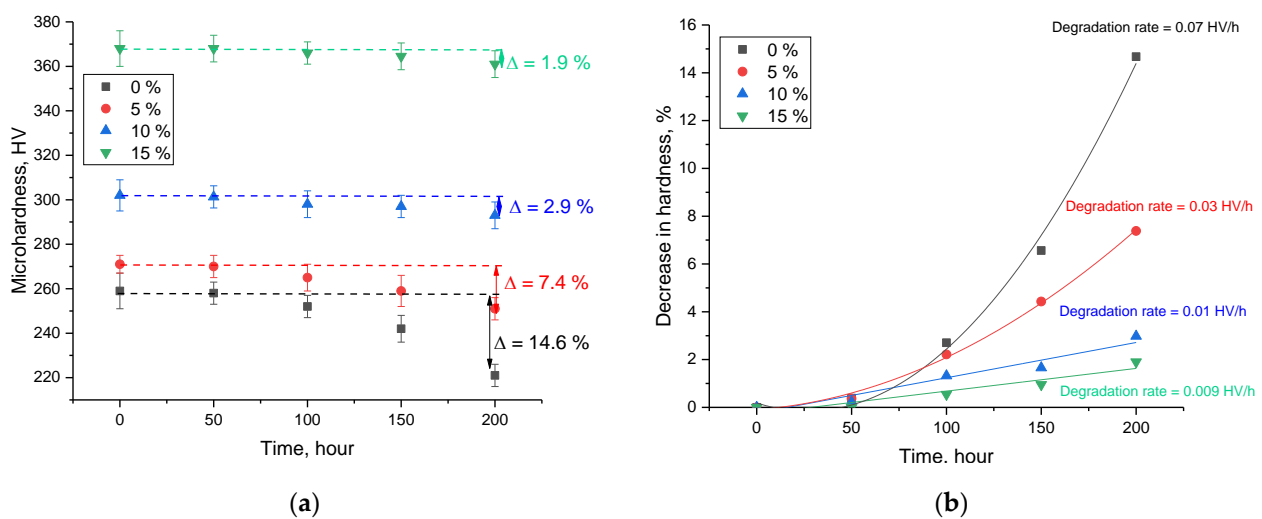 380
360
340
320
300
280
260
240
220
Microhardness, HV
0 %
5 %
10 %
15 %
Δ = 1.9 %
Δ = 2.9 %
Δ = 7.4 %
Δ = 14.6 %
0 50 100 150 200
Time, hour
(a)
16
14
12
10
8
6
4
2
0
Decrease in hardness, %
0 %
5 %
10 %
15 %
Degradation rate = 0.07 HV/h
Degradation rate = 0.03 HV/h
Degradation rate = 0.01 HV/h
Degradation rate = 0.009 HV/h
0 50 100 150 200
Time. hour
(b)